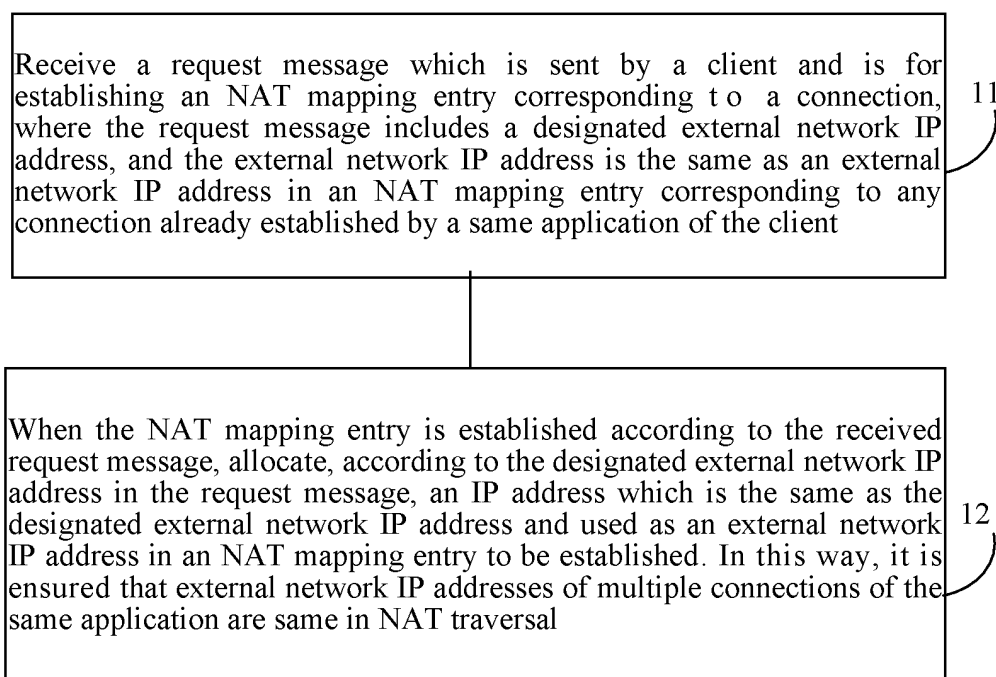 Receive a request message which is sent by a client and is for
establishing an NAT mapping entry corresponding to a connection,
where the request message includes a designated external network IP
address, and the external network IP address is the same as an external
network IP address in an NAT mapping entry corresponding to any
connection already established by a same application of the client
11
When the NAT mapping entry is established according to the received
request message, allocate, according to the designated external network IP
address in the request message, an IP address which is the same as the
designated external network IP address and used as an external network
IP address in an NAT mapping entry to be established. In this way, it is
ensured that external network IP addresses of multiple connections of the
same application are same in NAT traversal
12